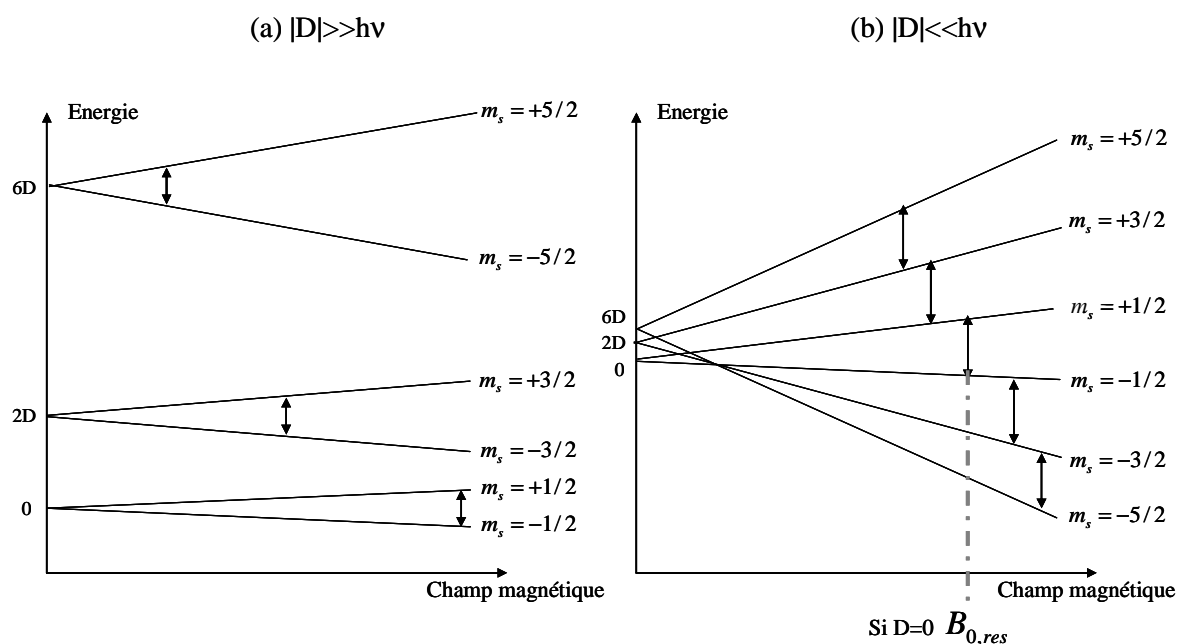 (a) |D|>>hν
Energie
6D
2D
0
m_s = +5/2
m_s = −5/2
m_s = +3/2
m_s = −3/2
m_s = +1/2
m_s = −1/2
Champ magnétique
(b) |D|<<hν
Energie
6D
2D
0
m_s = +5/2
m_s = +3/2
m_s = +1/2
m_s = −1/2
m_s = −3/2
m_s = −5/2
Champ magnétique
Si D=0 B_{0,res}